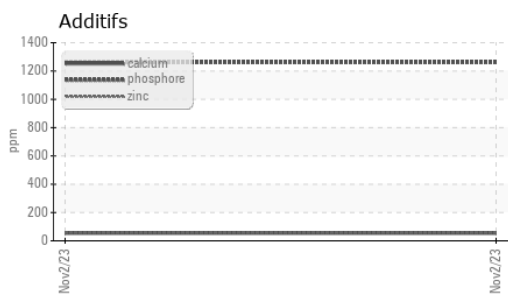 Additifs
1400
1200
1000
800
600
400
200
0
ppm
calcium
phosphore
zinc
Nov2/23
Nov2/23